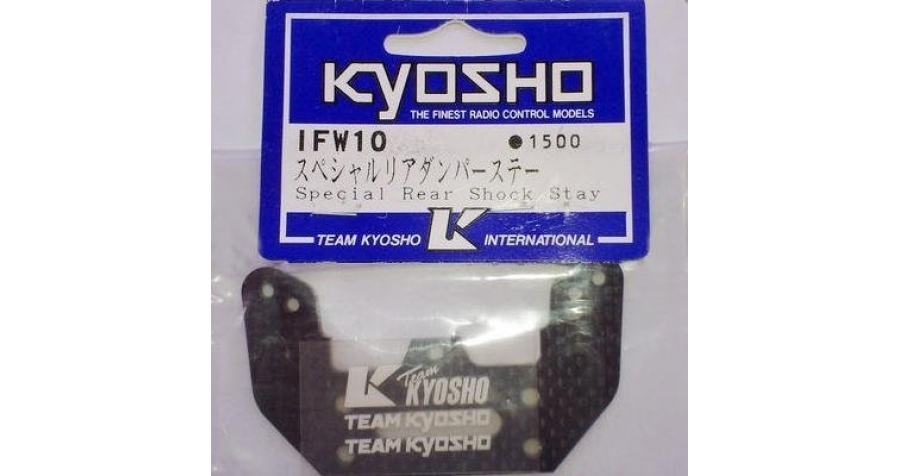 KYOSHO
THE FINEST RADIO CONTROL MODELS
IFW10 ●1500
スペシャルリアダンパーステー
Special Rear Shock Stay
TEAM KYOSHO K INTERNATIONAL
K Team KYOSHO
TEAM KYOSHO
TEAM KYOSHO